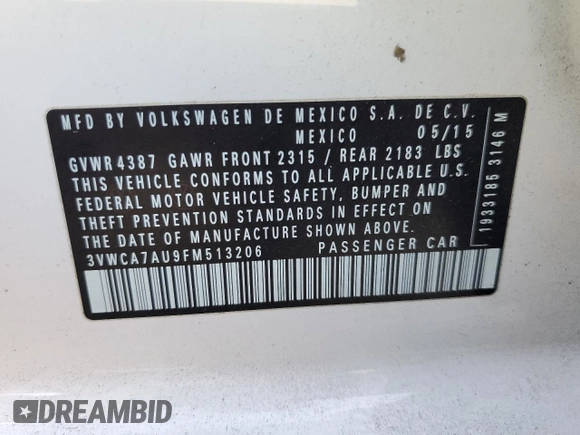 MFD BY VOLKSWAGEN DE MEXICO S.A. DE C.V.
MEXICO 05/15
GVWR 4387 GAWR FRONT 2315 / REAR 2183 LBS
THIS VEHICLE CONFORMS TO ALL APPLICABLE U.S.
FEDERAL MOTOR VEHICLE SAFETY, BUMPER AND
THEFT PREVENTION STANDARDS IN EFFECT ON
DATE OF MANUFACTURE SHOWN ABOVE.
3VWCA7AU9FM513206 PASSENGER CAR
1933185 3146 M
DREAMBID